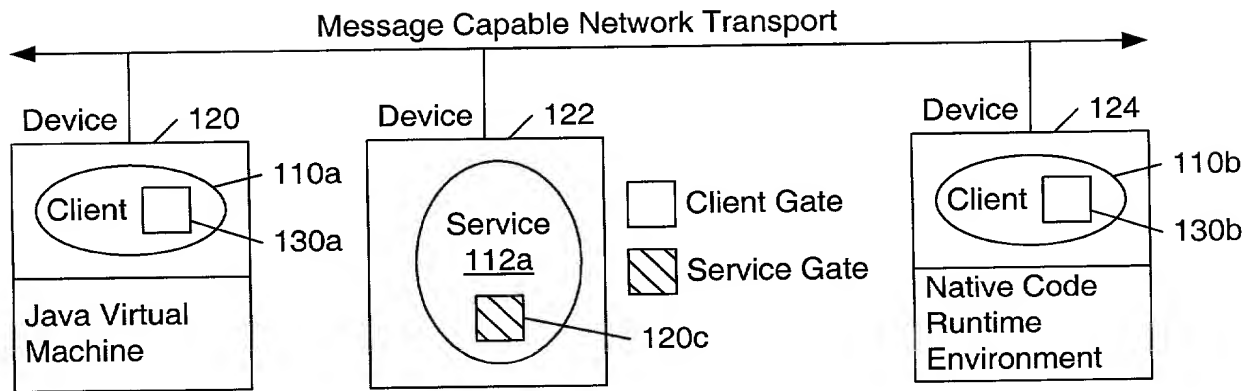 Message Capable Network Transport
Device
120
Device
122
Device
124
110a
Client
130a
Java Virtual
Machine
Service
112a
120c
Client Gate
Service Gate
110b
Client
130b
Native Code
Runtime
Environment